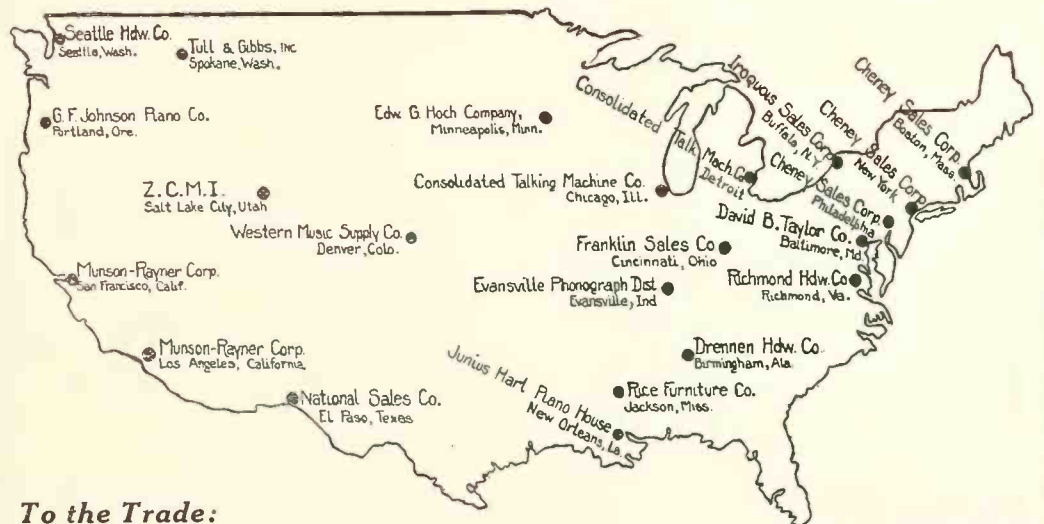 Seattle Hdw. Co.
Seattle, Wash.
Tull & Gibbs, INC
Spokane, Wash.
G. F. Johnson Piano Co.
Portland, Ore.
Edw. G. Hoch Company,
Minneapolis, Minn.
Z.C.M.I.
Salt Lake City, Utah
Western Music Supply Co.
Denver, Colo.
Munson-Rayner Corp.
San Francisco, Calif.
Munson-Rayner Corp.
Los Angeles, California
National Sales Co.
El Paso, Texas
Consolidated Talk. Mach. Co
Detroit
Consolidated Talking Machine Co.
Chicago, Ill.
Iroquous Sales Corp
Buffalo, N.Y.
Cheney Sales Corp.
Boston, Mass.
Cheney Sales Corp.
New York
Cheney Sales Corp.
Philadelphia
David B. Taylor Co.
Baltimore, Md
Franklin Sales Co
Cincinnati, Ohio
Evansville Phonograph Dist
Evansville, Ind
Richmond Hdw. Co
Richmond, Va.
Drennen Hdw. Co.
Birmingham, Ala
Rice Furniture Co.
Jackson, Miss.
Junius Hart Piano House
New Orleans, La.
To the Trade: